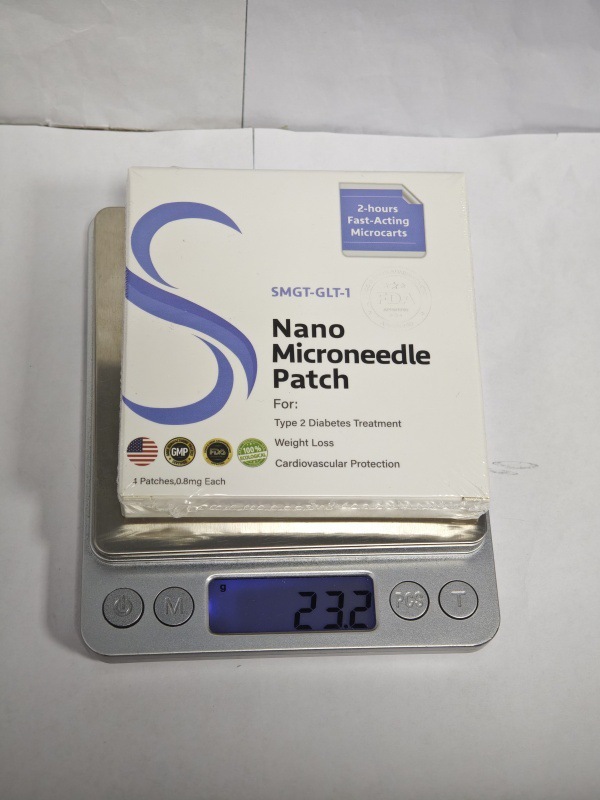 2-hours
Fast-Acting
Microcarts
SMGT-GLT-1
FDA
Nano
Microneedle
Patch
For:
Type 2 Diabetes Treatment
Weight Loss
Cardiovascular Protection
GMP
FDA
100%
ECOLOGICAL
4 Patches,0.8mg Each
g
23.2
M
PCS
T